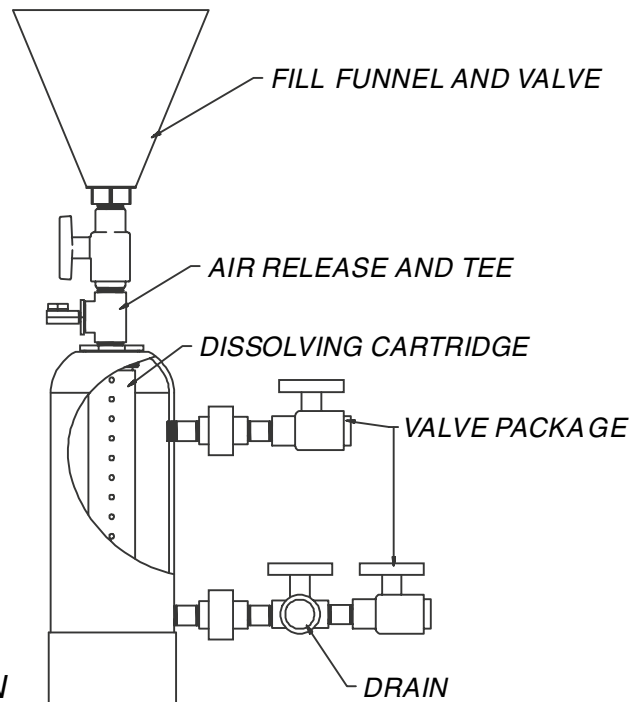 FILL FUNNEL AND VALVE
AIR RELEASE AND TEE
DISSOLVING CARTRIDGE
VALVE PACKAGE
DRAIN
N